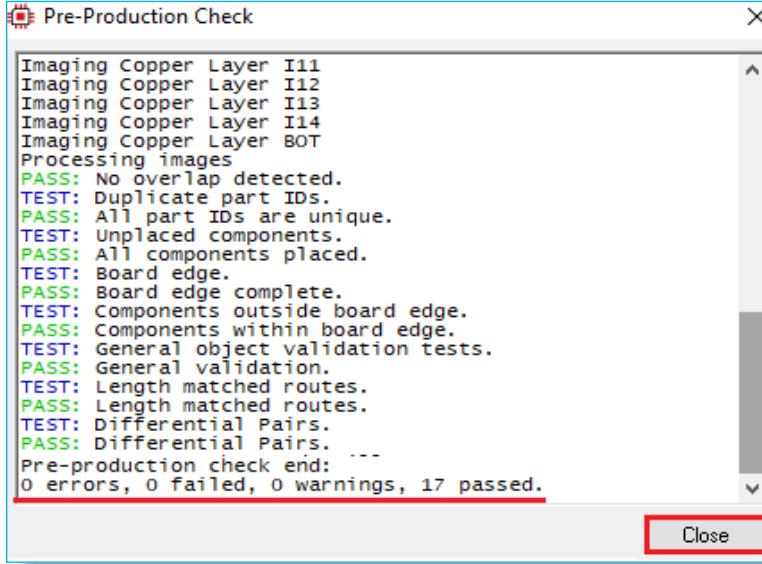 Pre-Production Check
Imaging Copper Layer I11
Imaging Copper Layer I12
Imaging Copper Layer I13
Imaging Copper Layer I14
Imaging Copper Layer BOT
Processing images
PASS: No overlap detected.
TEST: Duplicate part IDs.
PASS: All part IDs are unique.
TEST: Unplaced components.
PASS: All components placed.
TEST: Board edge.
PASS: Board edge complete.
TEST: Components outside board edge.
PASS: Components within board edge.
TEST: General object validation tests.
PASS: General validation.
TEST: Length matched routes.
PASS: Length matched routes.
TEST: Differential Pairs.
PASS: Differential Pairs.
Pre-production check end:
0 errors, 0 failed, 0 warnings, 17 passed.
Close